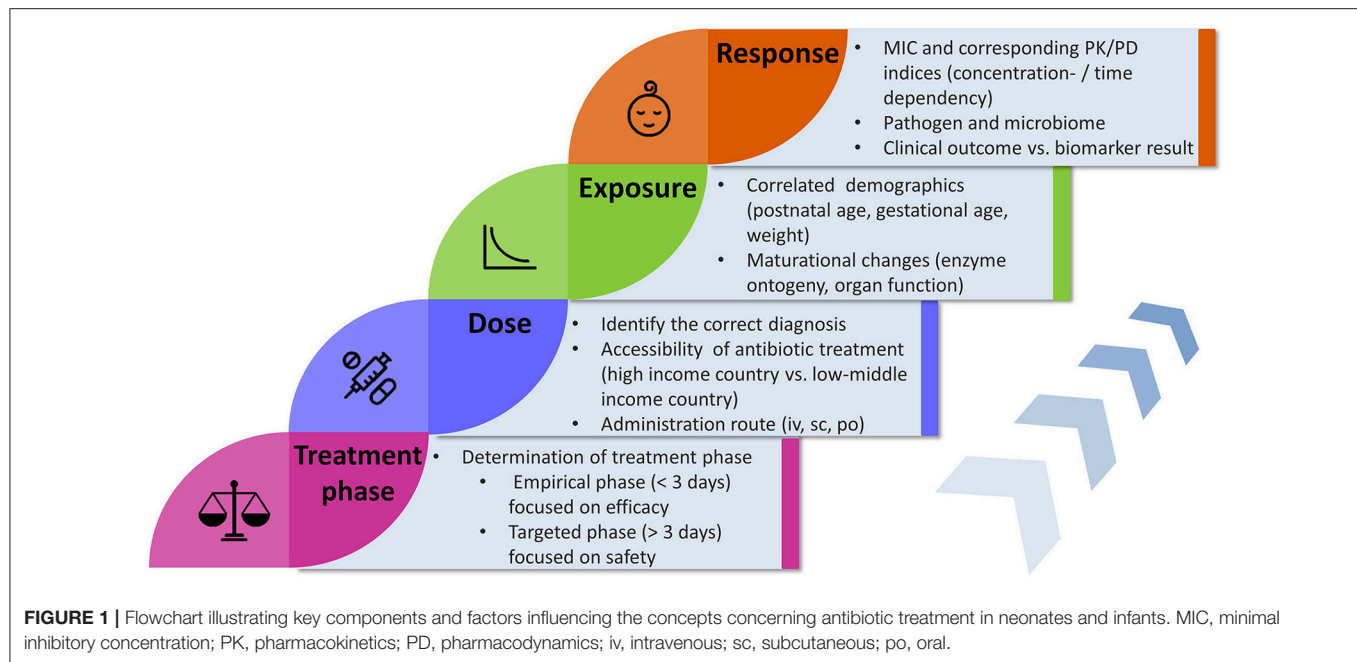 Response
• MIC and corresponding PK/PD
indices (concentration- / time
dependency)
• Pathogen and microbiome
• Clinical outcome vs. biomarker result
Exposure
• Correlated demographics
(postnatal age, gestational age,
weight)
• Maturational changes (enzyme
ontogeny, organ function)
Dose
• Identify the correct diagnosis
• Accessibility of antibiotic treatment
(high income country vs. low-middle
income country)
• Administration route (iv, sc, po)
Treatment
phase
• Determination of treatment phase
• Empirical phase (< 3 days)
focused on efficacy
• Targeted phase (> 3 days)
focused on safety
FIGURE 1 | Flowchart illustrating key components and factors influencing the concepts concerning antibiotic treatment in neonates and infants. MIC, minimal
inhibitory concentration; PK, pharmacokinetics; PD, pharmacodynamics; iv, intravenous; sc, subcutaneous; po, oral.